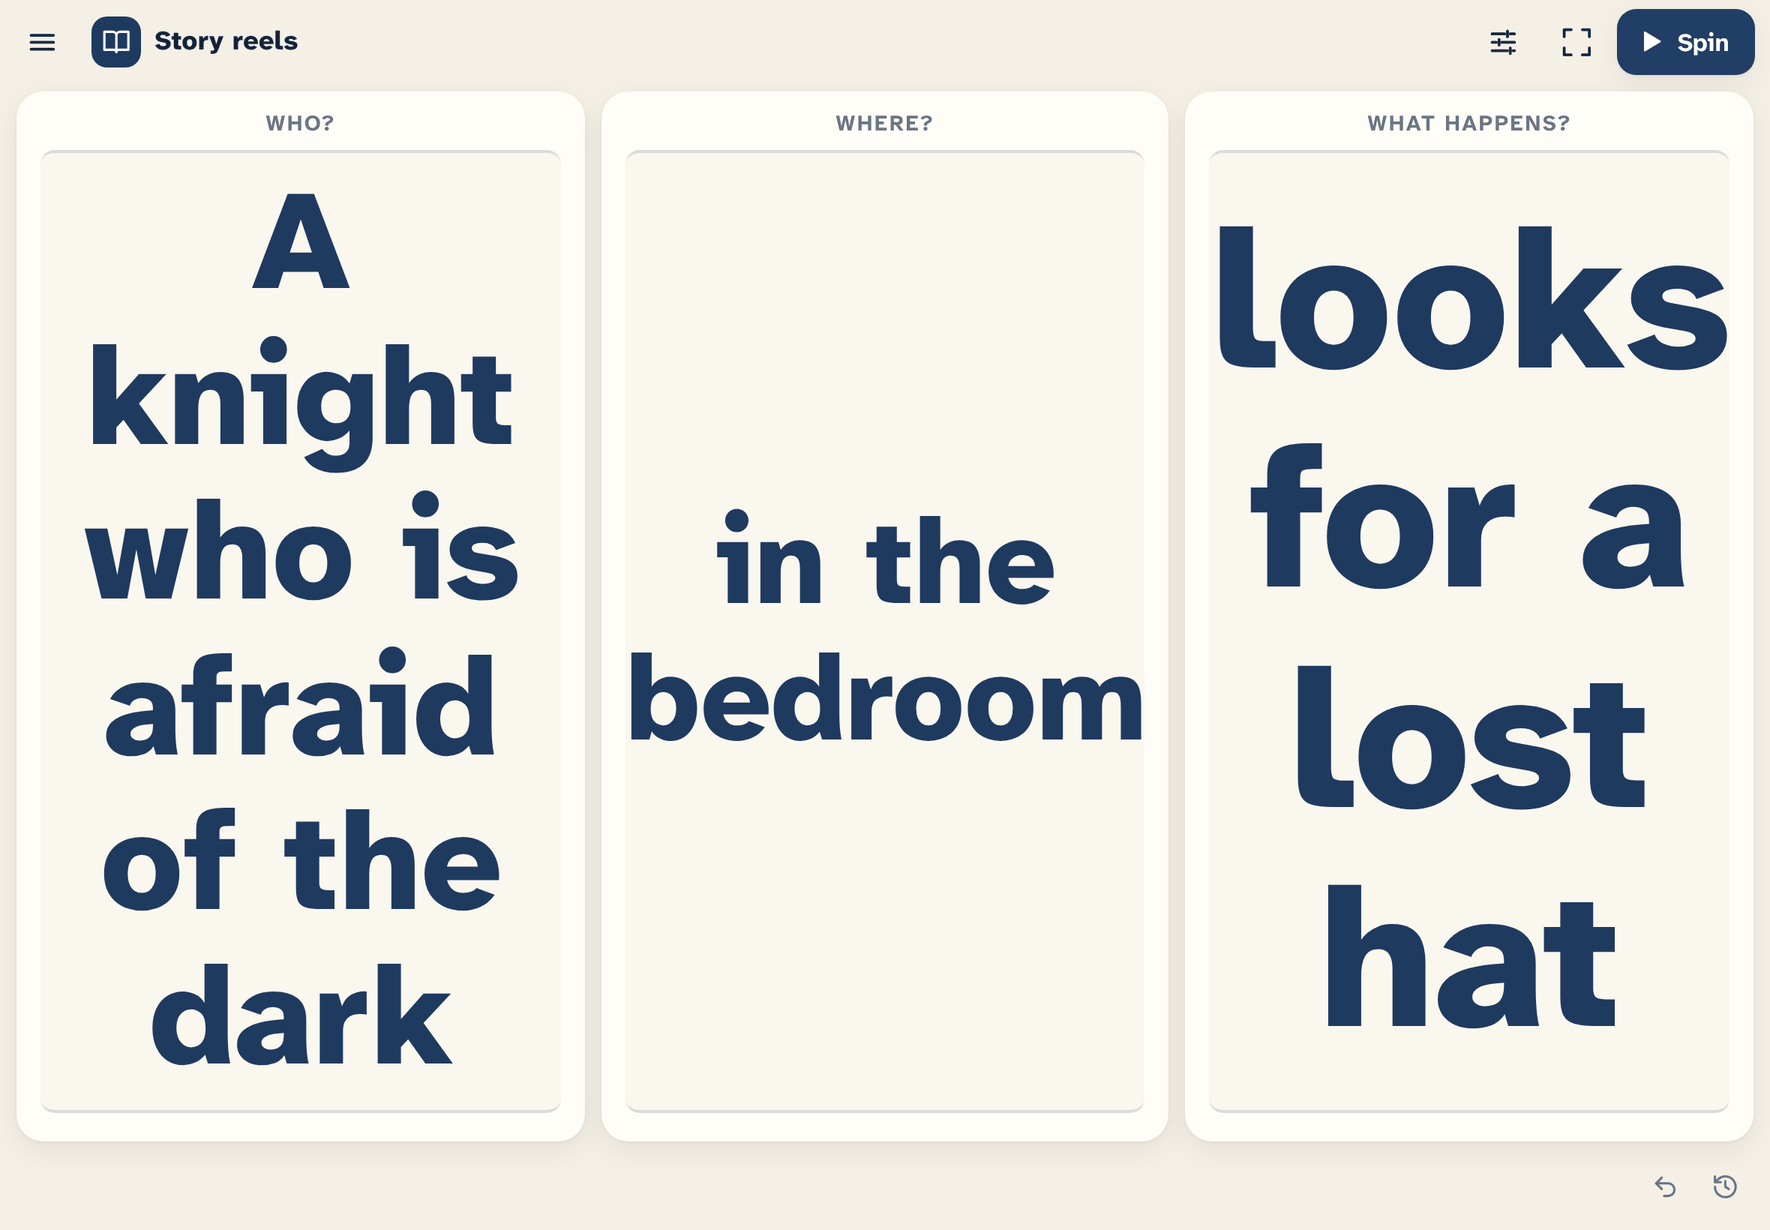 Story reels
Spin
WHO?
A
knight
who is
afraid
of the
dark
WHERE?
in the
bedroom
WHAT HAPPENS?
looks
for a
lost
hat